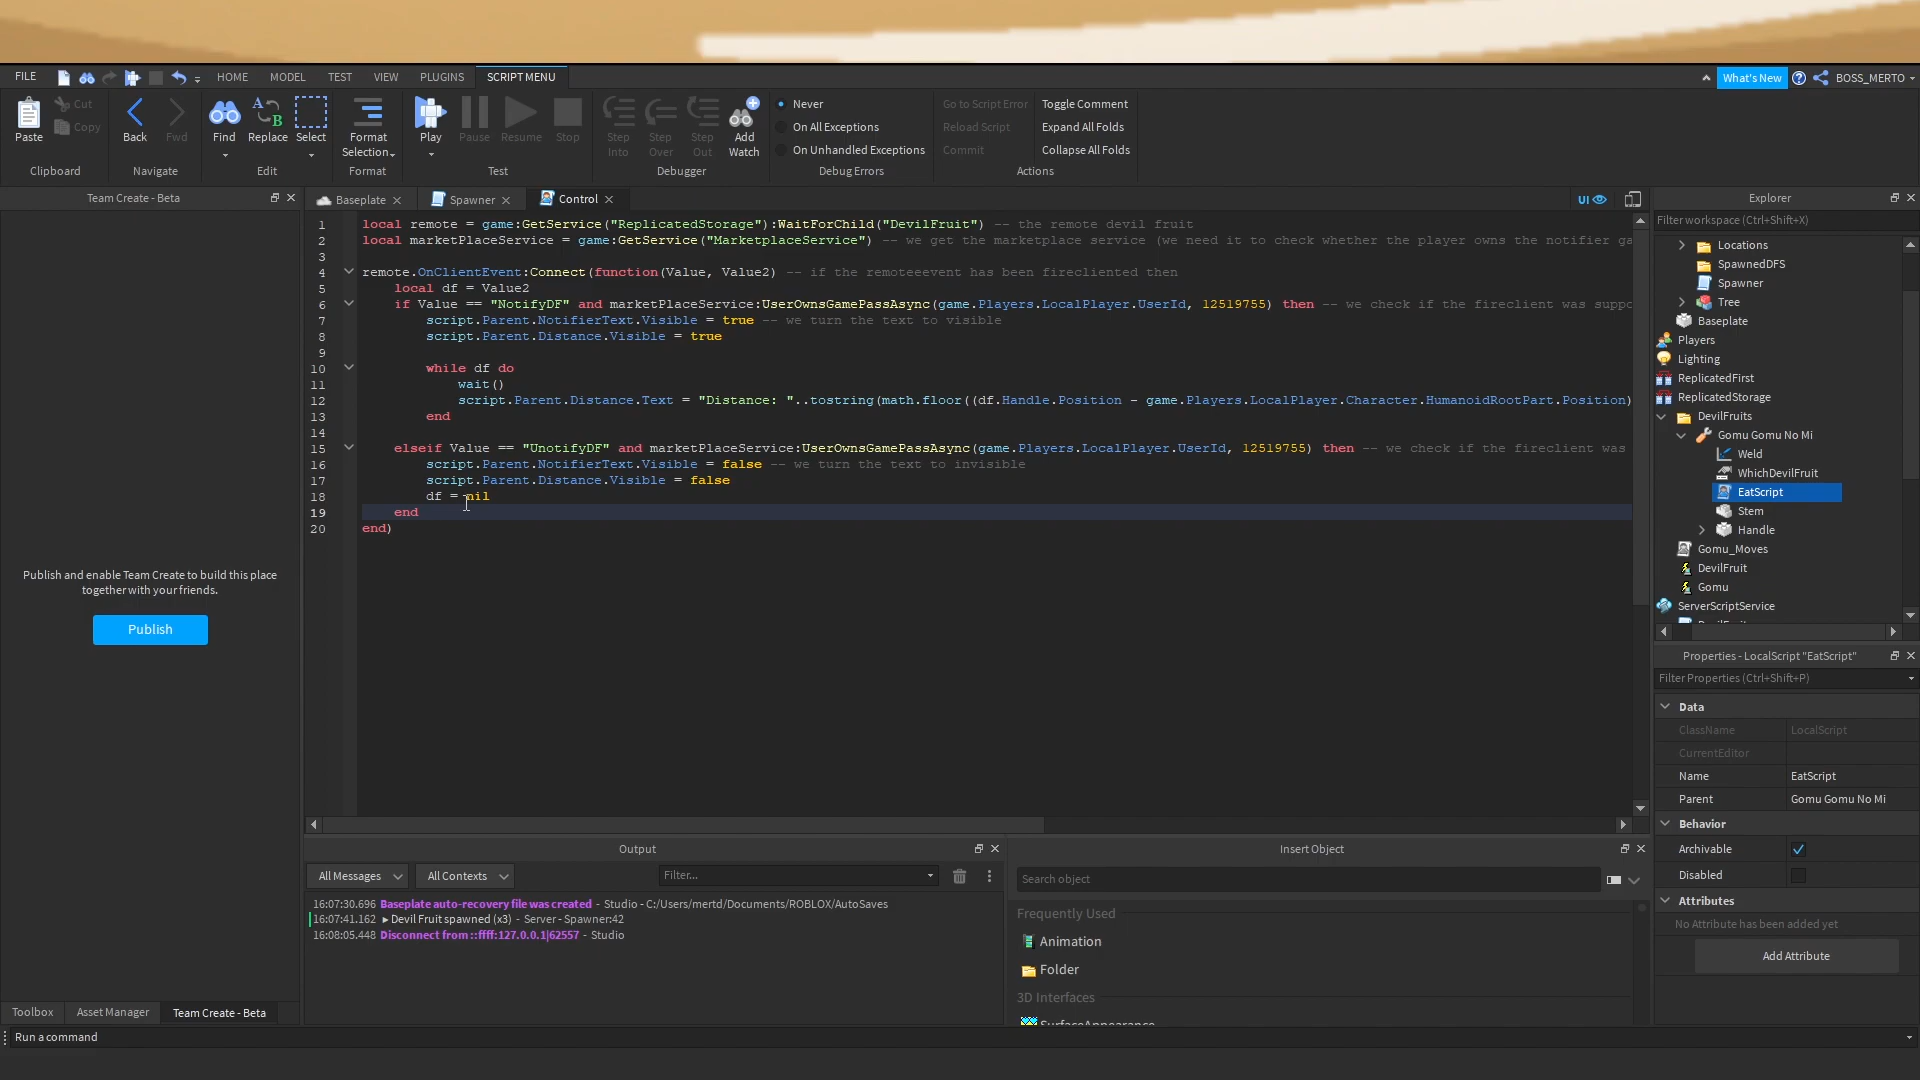 FILE
HOME
MODEL
TEST
VIEW
PLUGINS
SCRIPT MENU
What's New
BOSS_MERTO
Paste
Cut
Copy
Clipboard
Back
Fwd
Navigate
Find
Replace
Select
Edit
Format
Selection
Format
Play
Pause
Resume
Stop
Test
Step
Into
Step
Over
Step
Out
Add
Watch
Debugger
Never
On All Exceptions
On Unhandled Exceptions
Debug Errors
Go to Script Error
Reload Script
Commit
Toggle Comment
Expand All Folds
Collapse All Folds
Actions
Team Create - Beta
Publish and enable Team Create to build this place
together with your friends.
Publish
Toolbox
Asset Manager
Team Create - Beta
Baseplate
Spawner
Control
UI
1 local remote = game:GetService("ReplicatedStorage"):WaitForChild("DevilFruit") -- the remote devil fruit
2 local marketPlaceService = game:GetService("MarketplaceService") -- we get the marketplace service (we need it to check whether the player owns the notifier ga
3
4 remote.OnClientEvent:Connect(function(Value, Value2) -- if the remoteeevent has been fireclientedthen
5 local df = Value2
6 if Value == "NotifyDF" and marketPlaceService:UserOwnsGamePassAsync(game.Players.LocalPlayer.UserId, 12519755) then -- we check if the fireclient was suppo
7 script.Parent.NotifierText.Visible = true -- we turn the text to visible
8 script.Parent.Distance.Visible = true
9
10 while df do
11 wait()
12 script.Parent.Distance.Text = "Distance: "..tostring(math.floor((df.Handle.Position - game.Players.LocalPlayer.Character.HumanoidRootPart.Position)
13 end
14
15 elseif Value == "UnotifyDF" and marketPlaceService:UserOwnsGamePassAsync(game.Players.LocalPlayer.UserId, 12519755) then -- we check if the fireclient was
16 script.Parent.NotifierText.Visible = false -- we turn the text to invisible
17 script.Parent.Distance.Visible = false
18 df = nil
19 end
20 end)
Output
All Messages
All Contexts
Filter...
16:07:30.696 Baseplate auto-recovery file was created - Studio - C:/Users/mertd/Documents/ROBLOX/AutoSaves
16:07:41.162 Devil Fruit spawned (x3) - Server - Spawner:42
16:08:05.448 Disconnect from ::ffff:127.0.0.1|62557 - Studio
Insert Object
Search object
Frequently Used
Animation
Folder
3D Interfaces
SurfaceAppearance
Explorer
Filter workspace (Ctrl+Shift+X)
Locations
SpawnedDFS
Spawner
Tree
Baseplate
Players
Lighting
ReplicatedFirst
ReplicatedStorage
DevilFruits
Gomu Gomu No Mi
Weld
WhichDevilFruit
EatScript
Stem
Handle
Gomu_Moves
DevilFruit
Gomu
ServerScriptService
Properties - LocalScript "EatScript"
Filter Properties (Ctrl+Shift+P)
Data
ClassName LocalScript
CurrentEditor
Name EatScript
Parent Gomu Gomu No Mi
Behavior
Archivable
Disabled
Attributes
No Attribute has been added yet
Add Attribute
Run a command